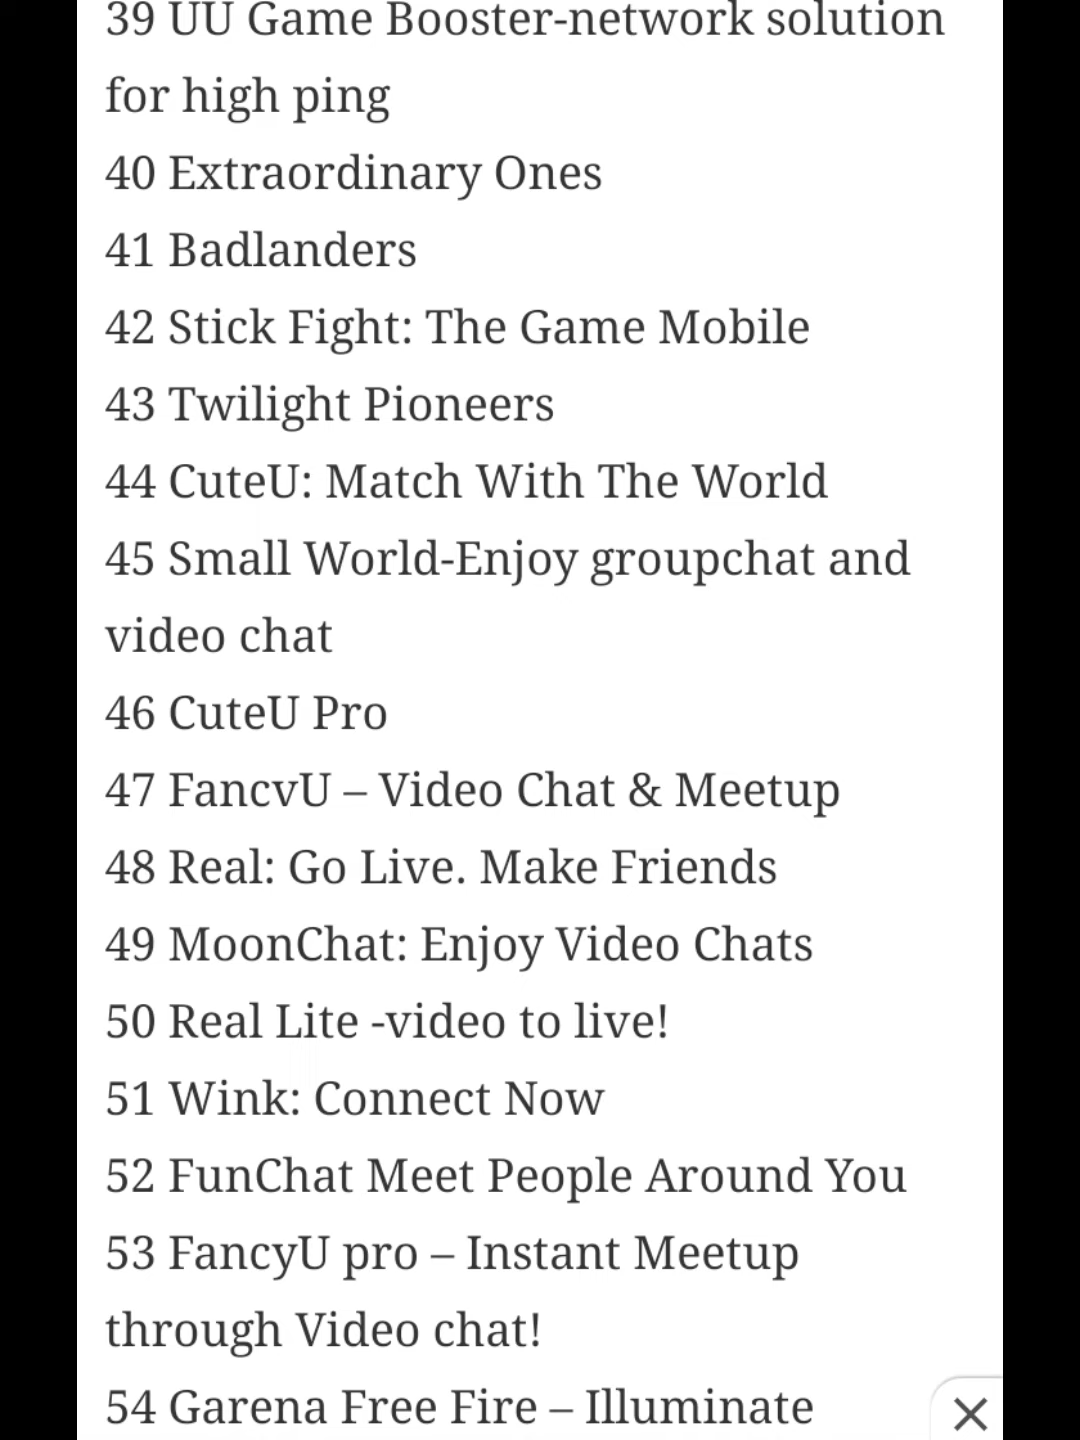 39 UU Game Booster-network solution
for high ping
40 Extraordinary Ones
41 Badlanders
42 Stick Fight: The Game Mobile
43 Twilight Pioneers
44 CuteU: Match With The World
45 Small World-Enjoy groupchat and
video chat
46 CuteU Pro
47 FancvU – Video Chat & Meetup
48 Real: Go Live. Make Friends
49 MoonChat: Enjoy Video Chats
50 Real Lite -video to live!
51 Wink: Connect Now
52 FunChat Meet People Around You
53 FancyU pro – Instant Meetup
through Video chat!
54 Garena Free Fire – Illuminate